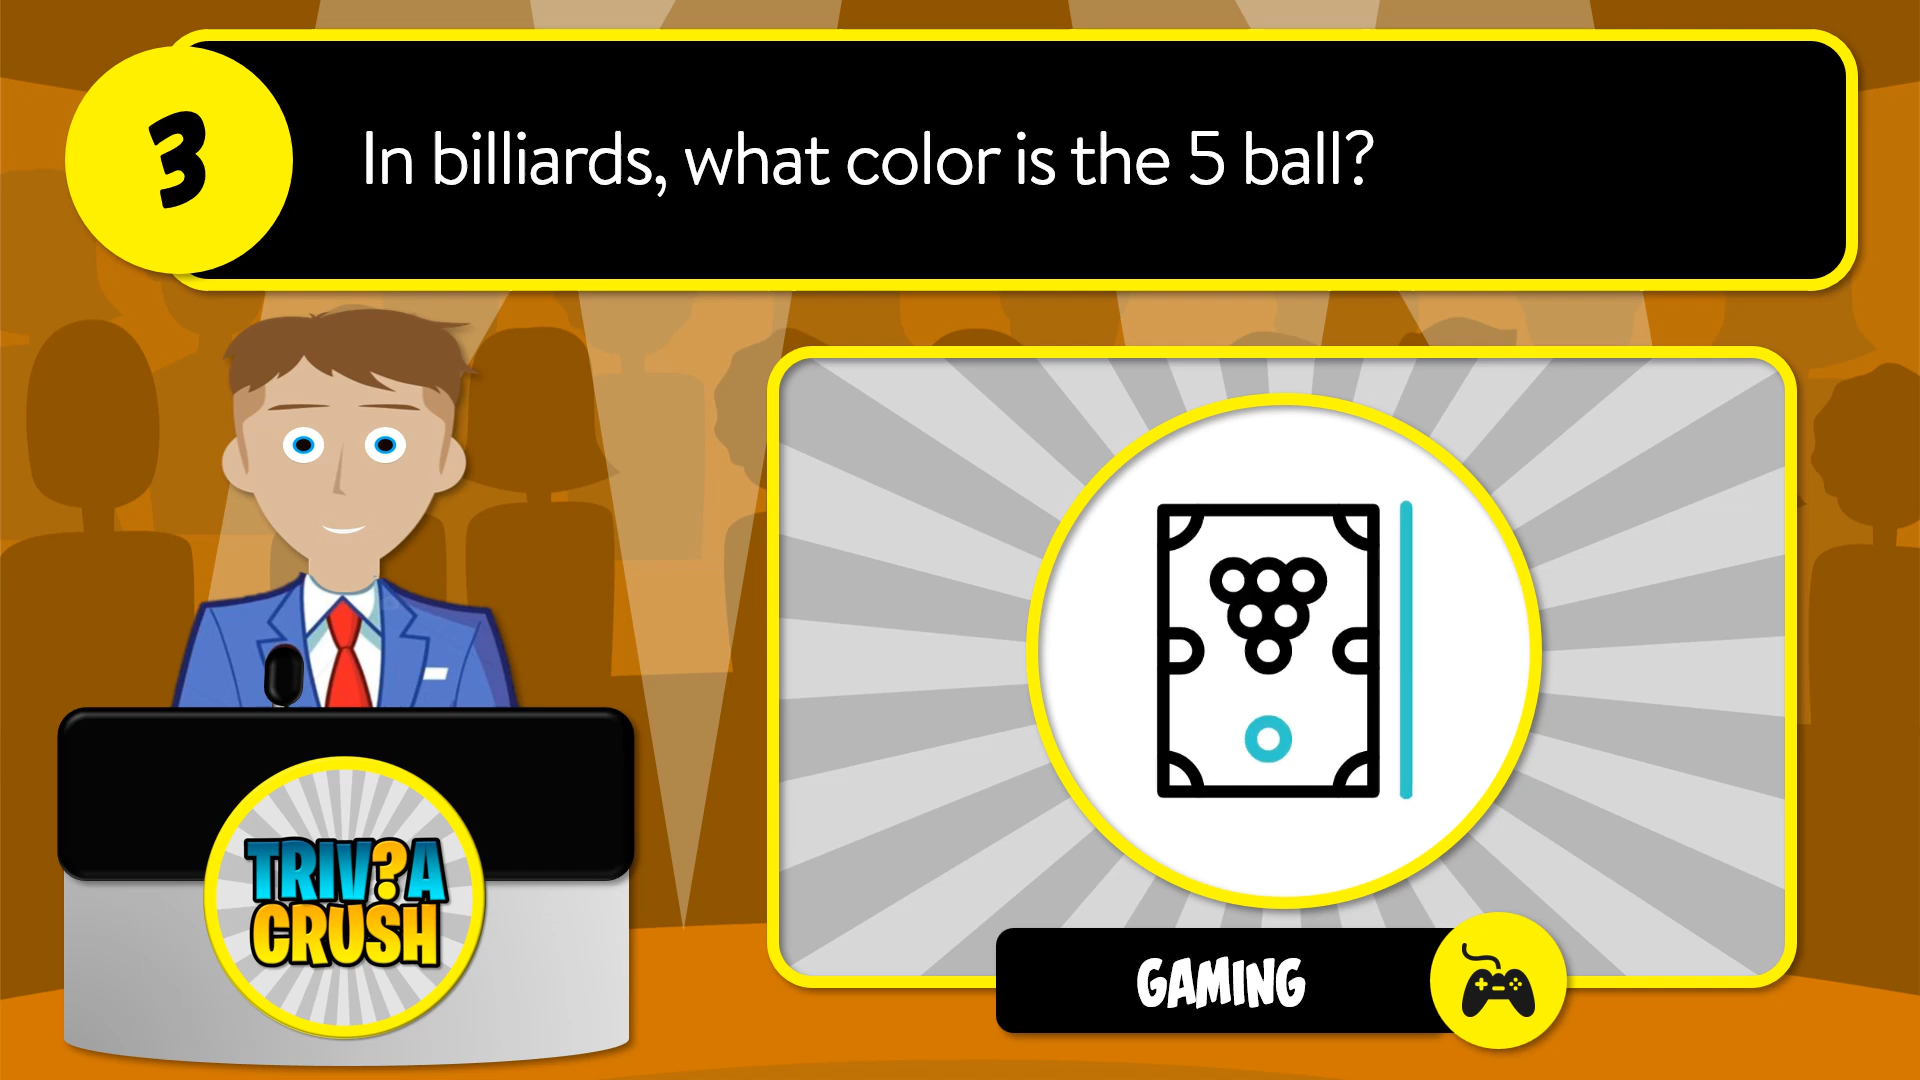 3
In billiards, what color is the 5 ball?
TRIV?A
CRUSH
GAMING